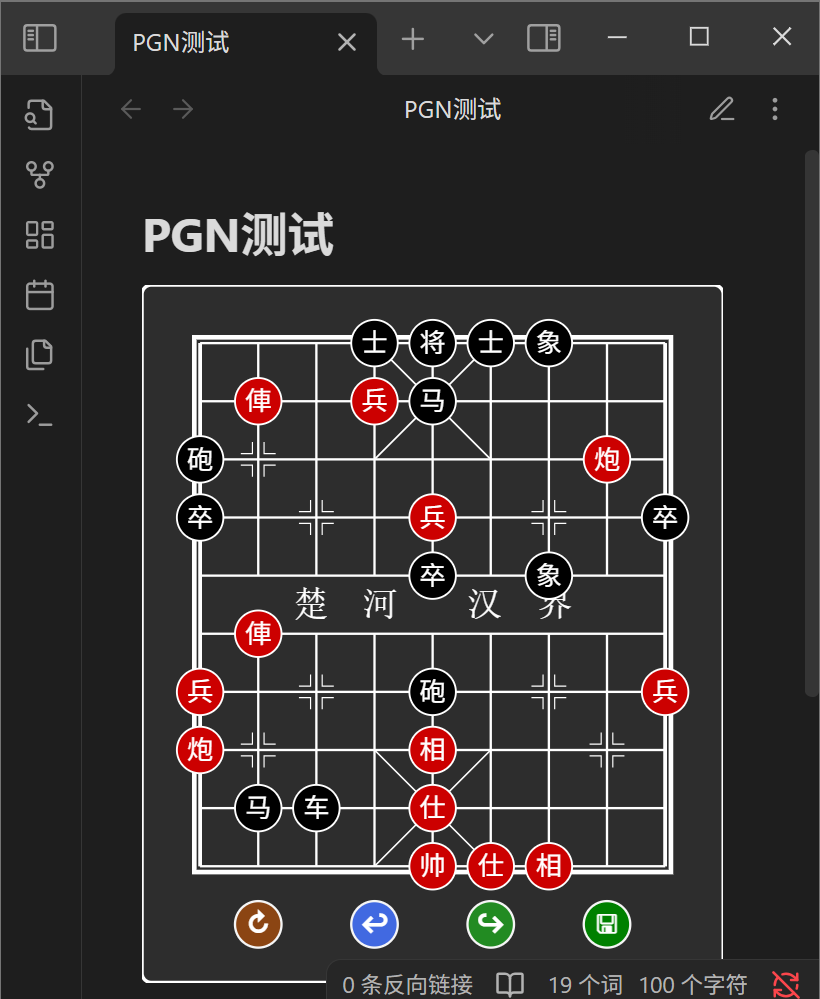 PGN测试
PGN测试
PGN测试
士 将 士 象
俥 兵 马
砲 炮
卒 兵 卒
卒 象
楚 河 汉 界
俥
兵 砲 兵
炮 相
马 车 仕
帅 仕 相
0 条反向链接 19 个词 100 个字符